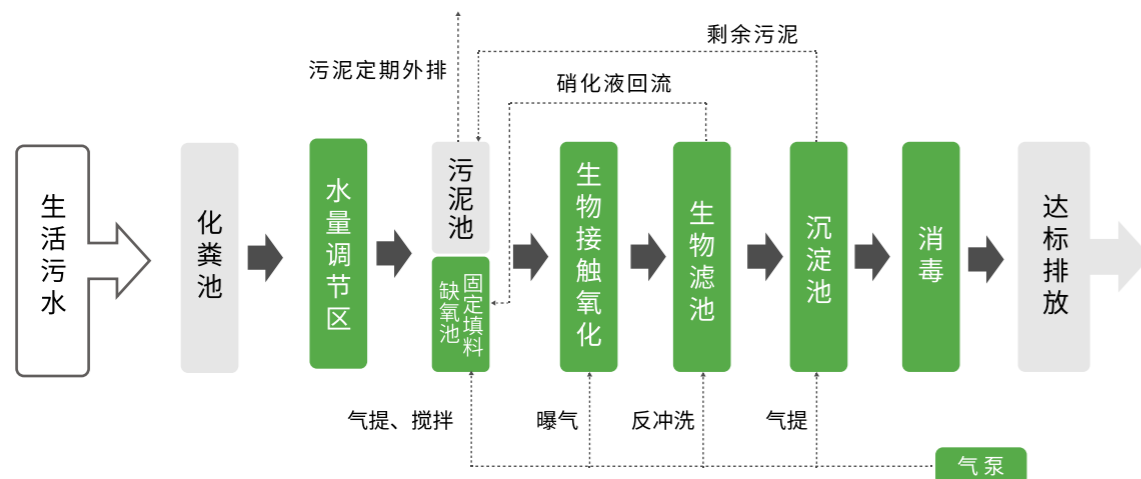 剩余污泥
污泥定期外排
硝化液回流
生活污水
化粪池
水量调节区
污泥池
固定填料
缺氧池
生物接触氧化
生物滤池
沉淀池
消毒
达标排放
气提、搅拌
曝气
反冲洗
气提
气泵